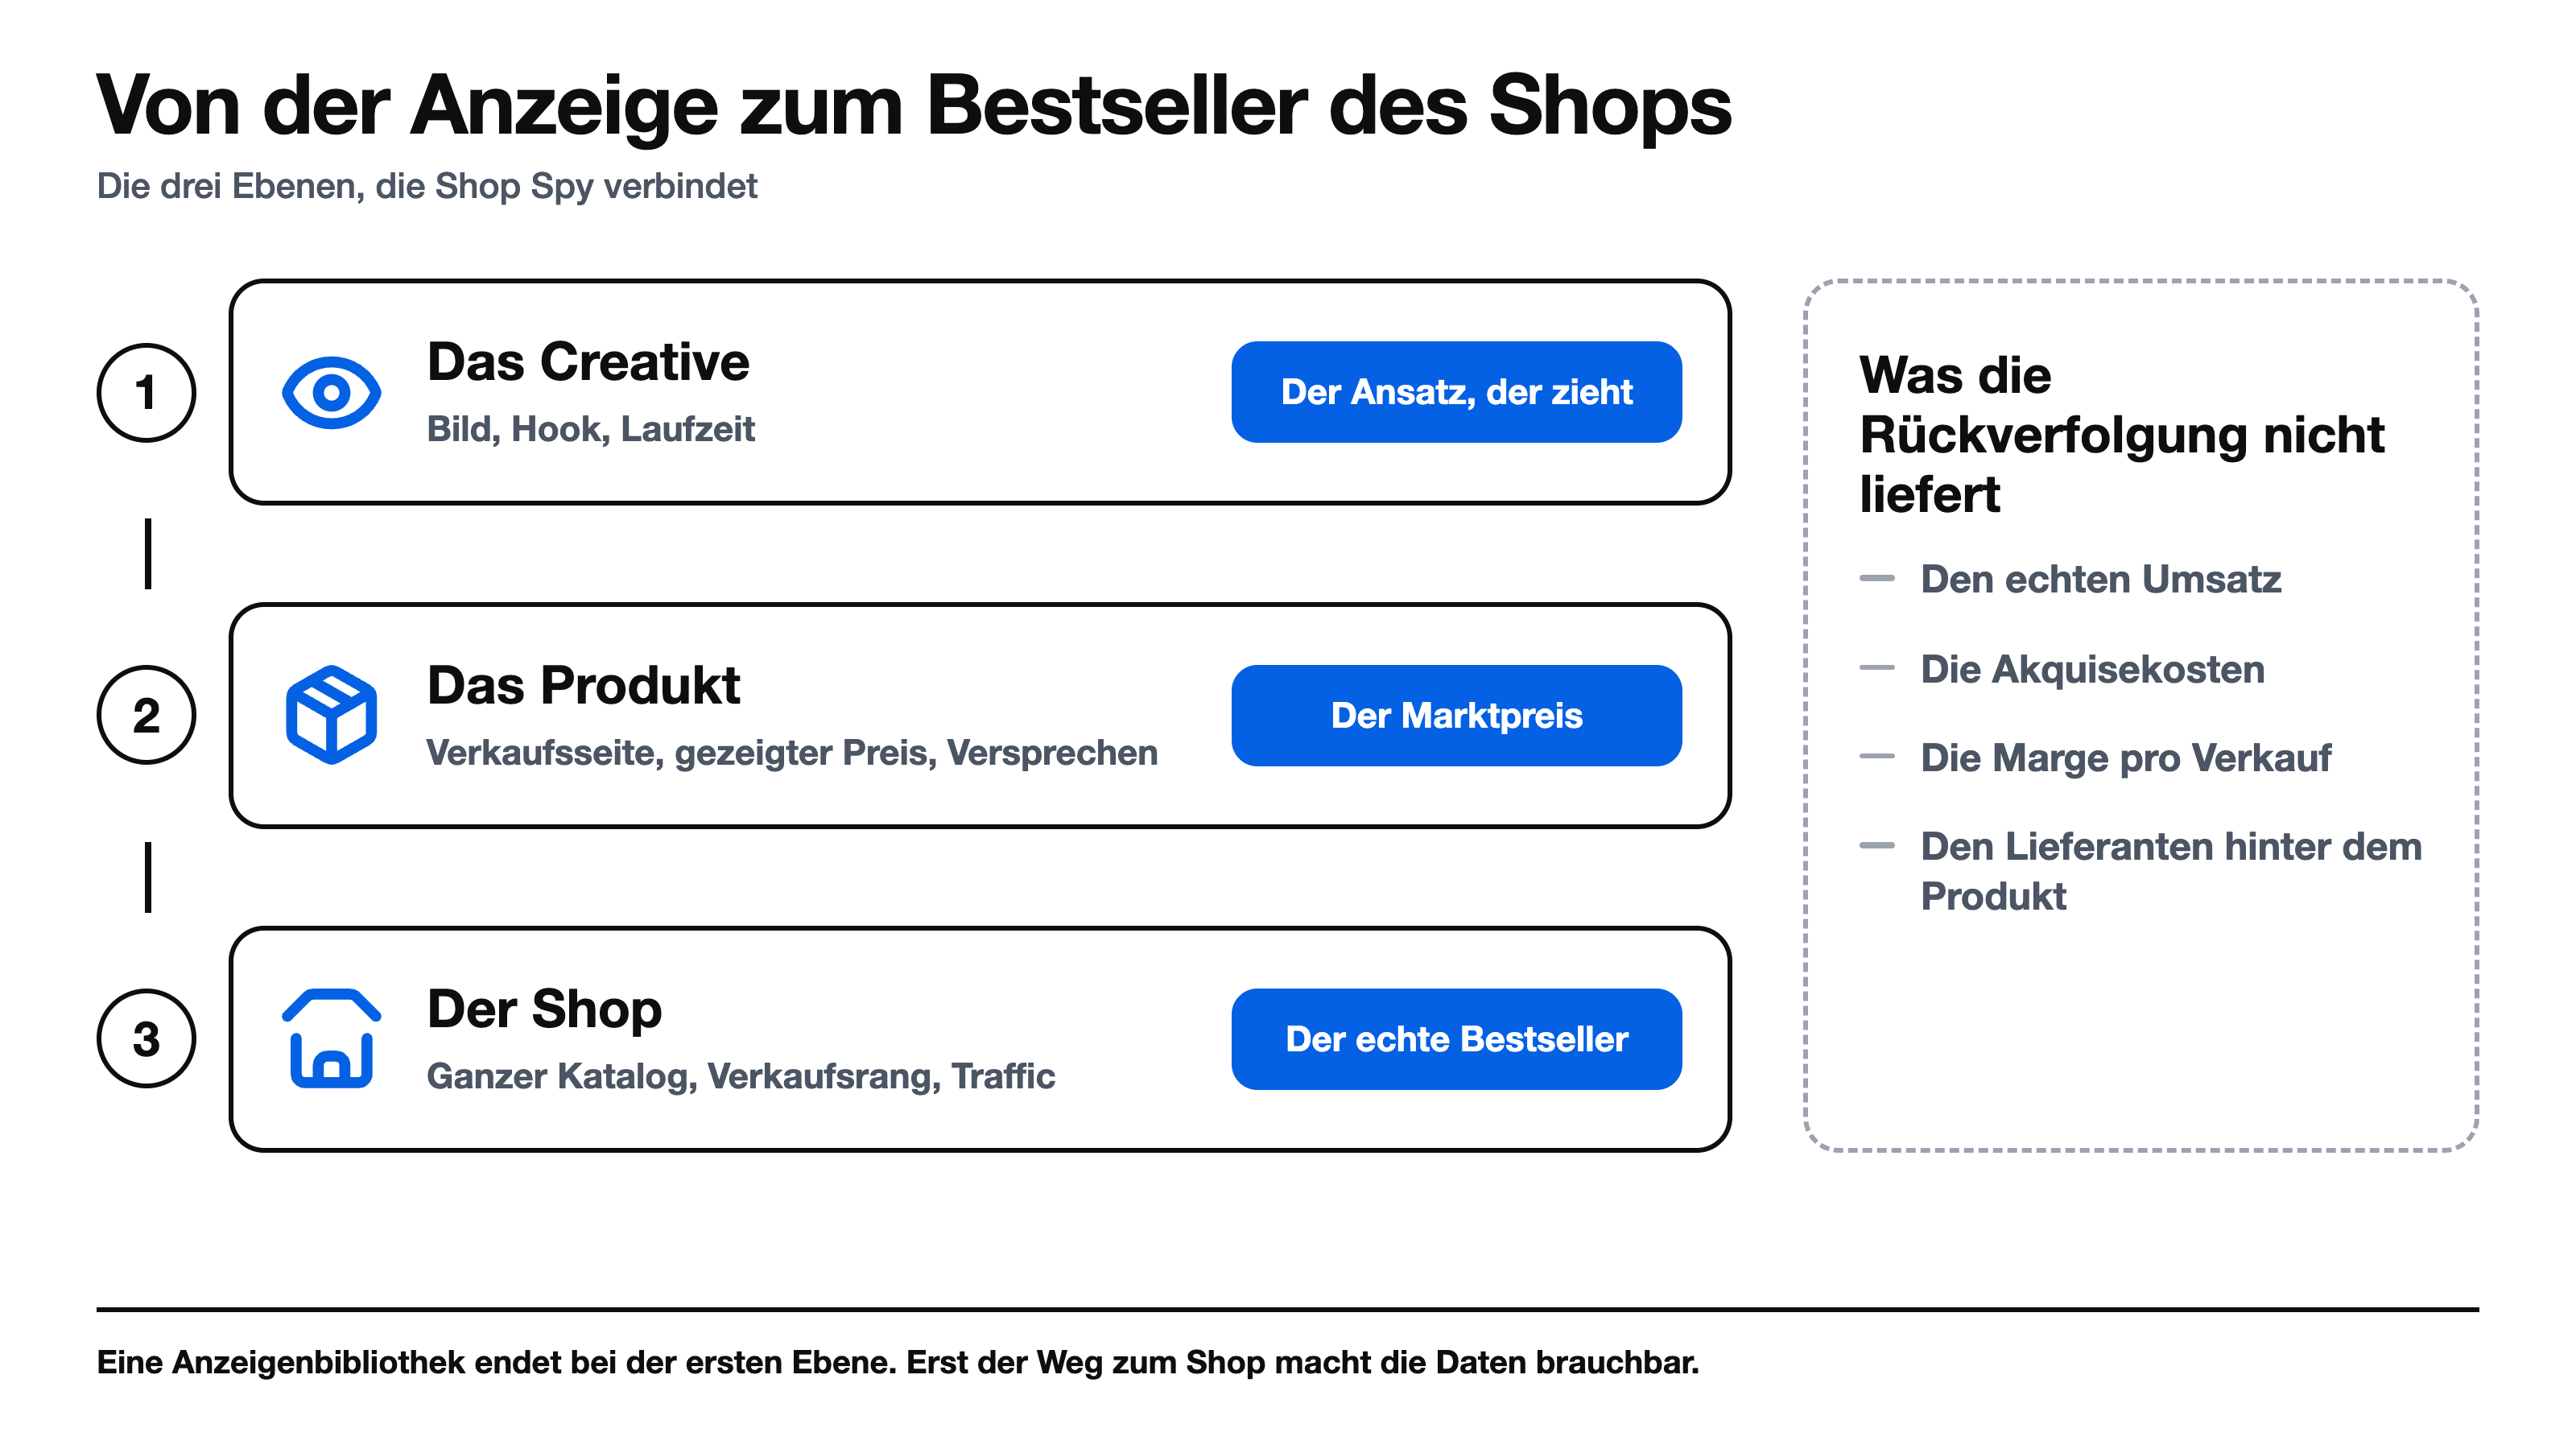 Von der Anzeige zum Bestseller des Shops
Die drei Ebenen, die Shop Spy verbindet
1
Das Creative
Bild, Hook, Laufzeit
Der Ansatz, der zieht
2
Das Produkt
Verkaufsseite, gezeigter Preis, Versprechen
Der Marktpreis
3
Der Shop
Ganzer Katalog, Verkaufsrang, Traffic
Der echte Bestseller
Was die
Rückverfolgung nicht
liefert
— Den echten Umsatz
— Die Akquisekosten
— Die Marge pro Verkauf
— Den Lieferanten hinter dem
Produkt
Eine Anzeigenbibliothek endet bei der ersten Ebene. Erst der Weg zum Shop macht die Daten brauchbar.